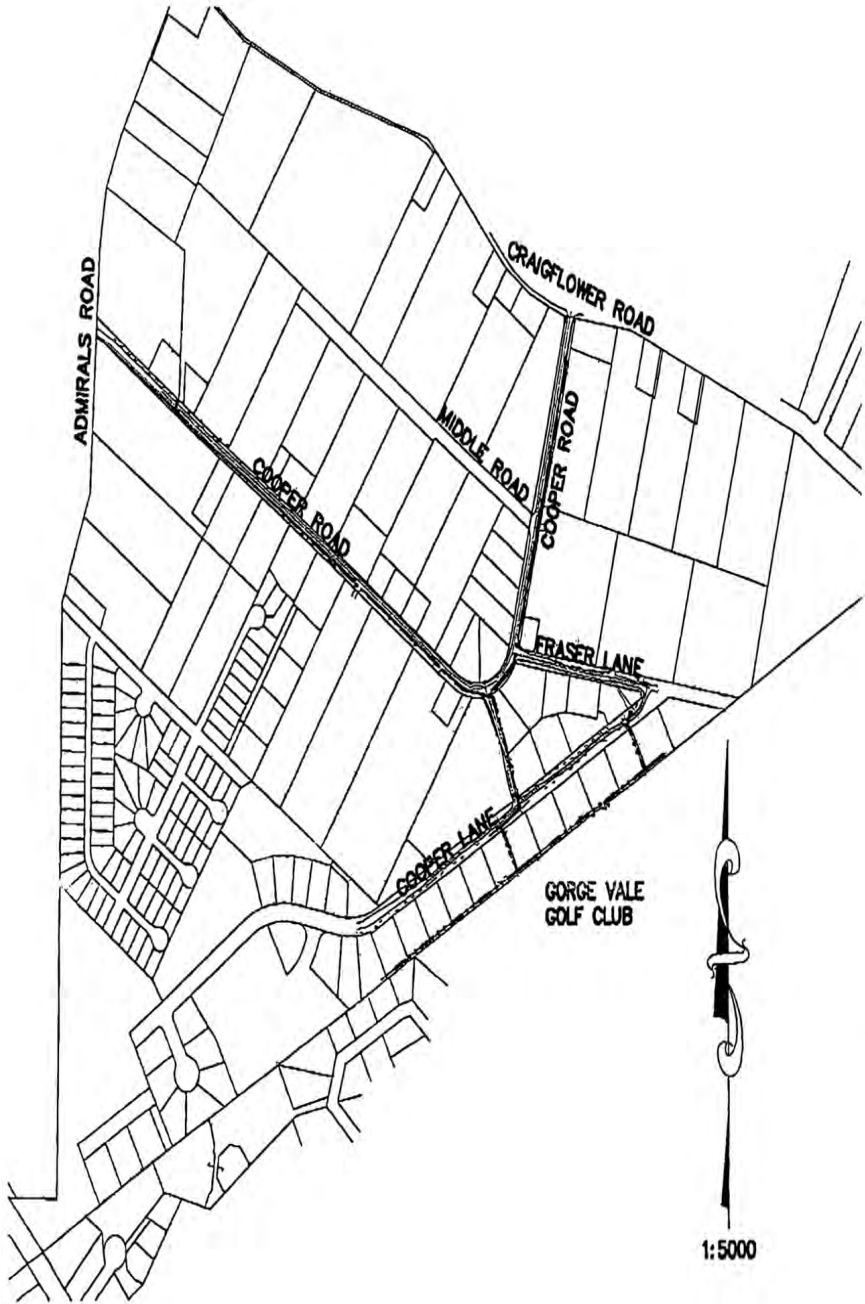 CRAIGFLOWER ROAD
ADMIRALS ROAD
MIDDLE ROAD
COOPER ROAD
COOPER ROAD
FRASER LANE
COOPER LANE
GORGE VALE
GOLF CLUB
1:5000